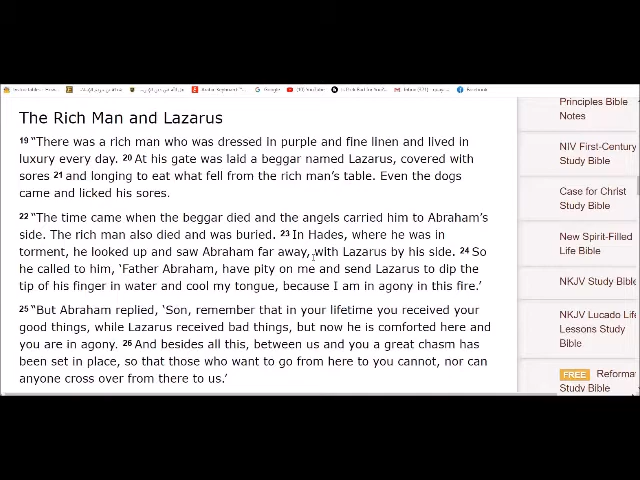 Google
YouTube
Facebook
The Rich Man and Lazarus
19 "There was a rich man who was dressed in purple and fine linen and lived in
luxury every day. 20 At his gate was laid a beggar named Lazarus, covered with
sores 21 and longing to eat what fell from the rich man's table. Even the dogs
came and licked his sores.
22 "The time came when the beggar died and the angels carried him to Abraham's
side. The rich man also died and was buried. 23 In Hades, where he was in
torment, he looked up and saw Abraham far away, with Lazarus by his side. 24 So
he called to him, 'Father Abraham, have pity on me and send Lazarus to dip the
tip of his finger in water and cool my tongue, because I am in agony in this fire.'
25 "But Abraham replied, 'Son, remember that in your lifetime you received your
good things, while Lazarus received bad things, but now he is comforted here and
you are in agony. 26 And besides all this, between us and you a great chasm has
been set in place, so that those who want to go from here to you cannot, nor can
anyone cross over from there to us.'
Principles Bible
Notes
NIV First-Century
Study Bible
Case for Christ
Study Bible
New Spirit-Filled
Life Bible
NKJV Study Bible
NKJV Lucado Life
Lessons Study
Bible
FREE Reforma
Study Bible